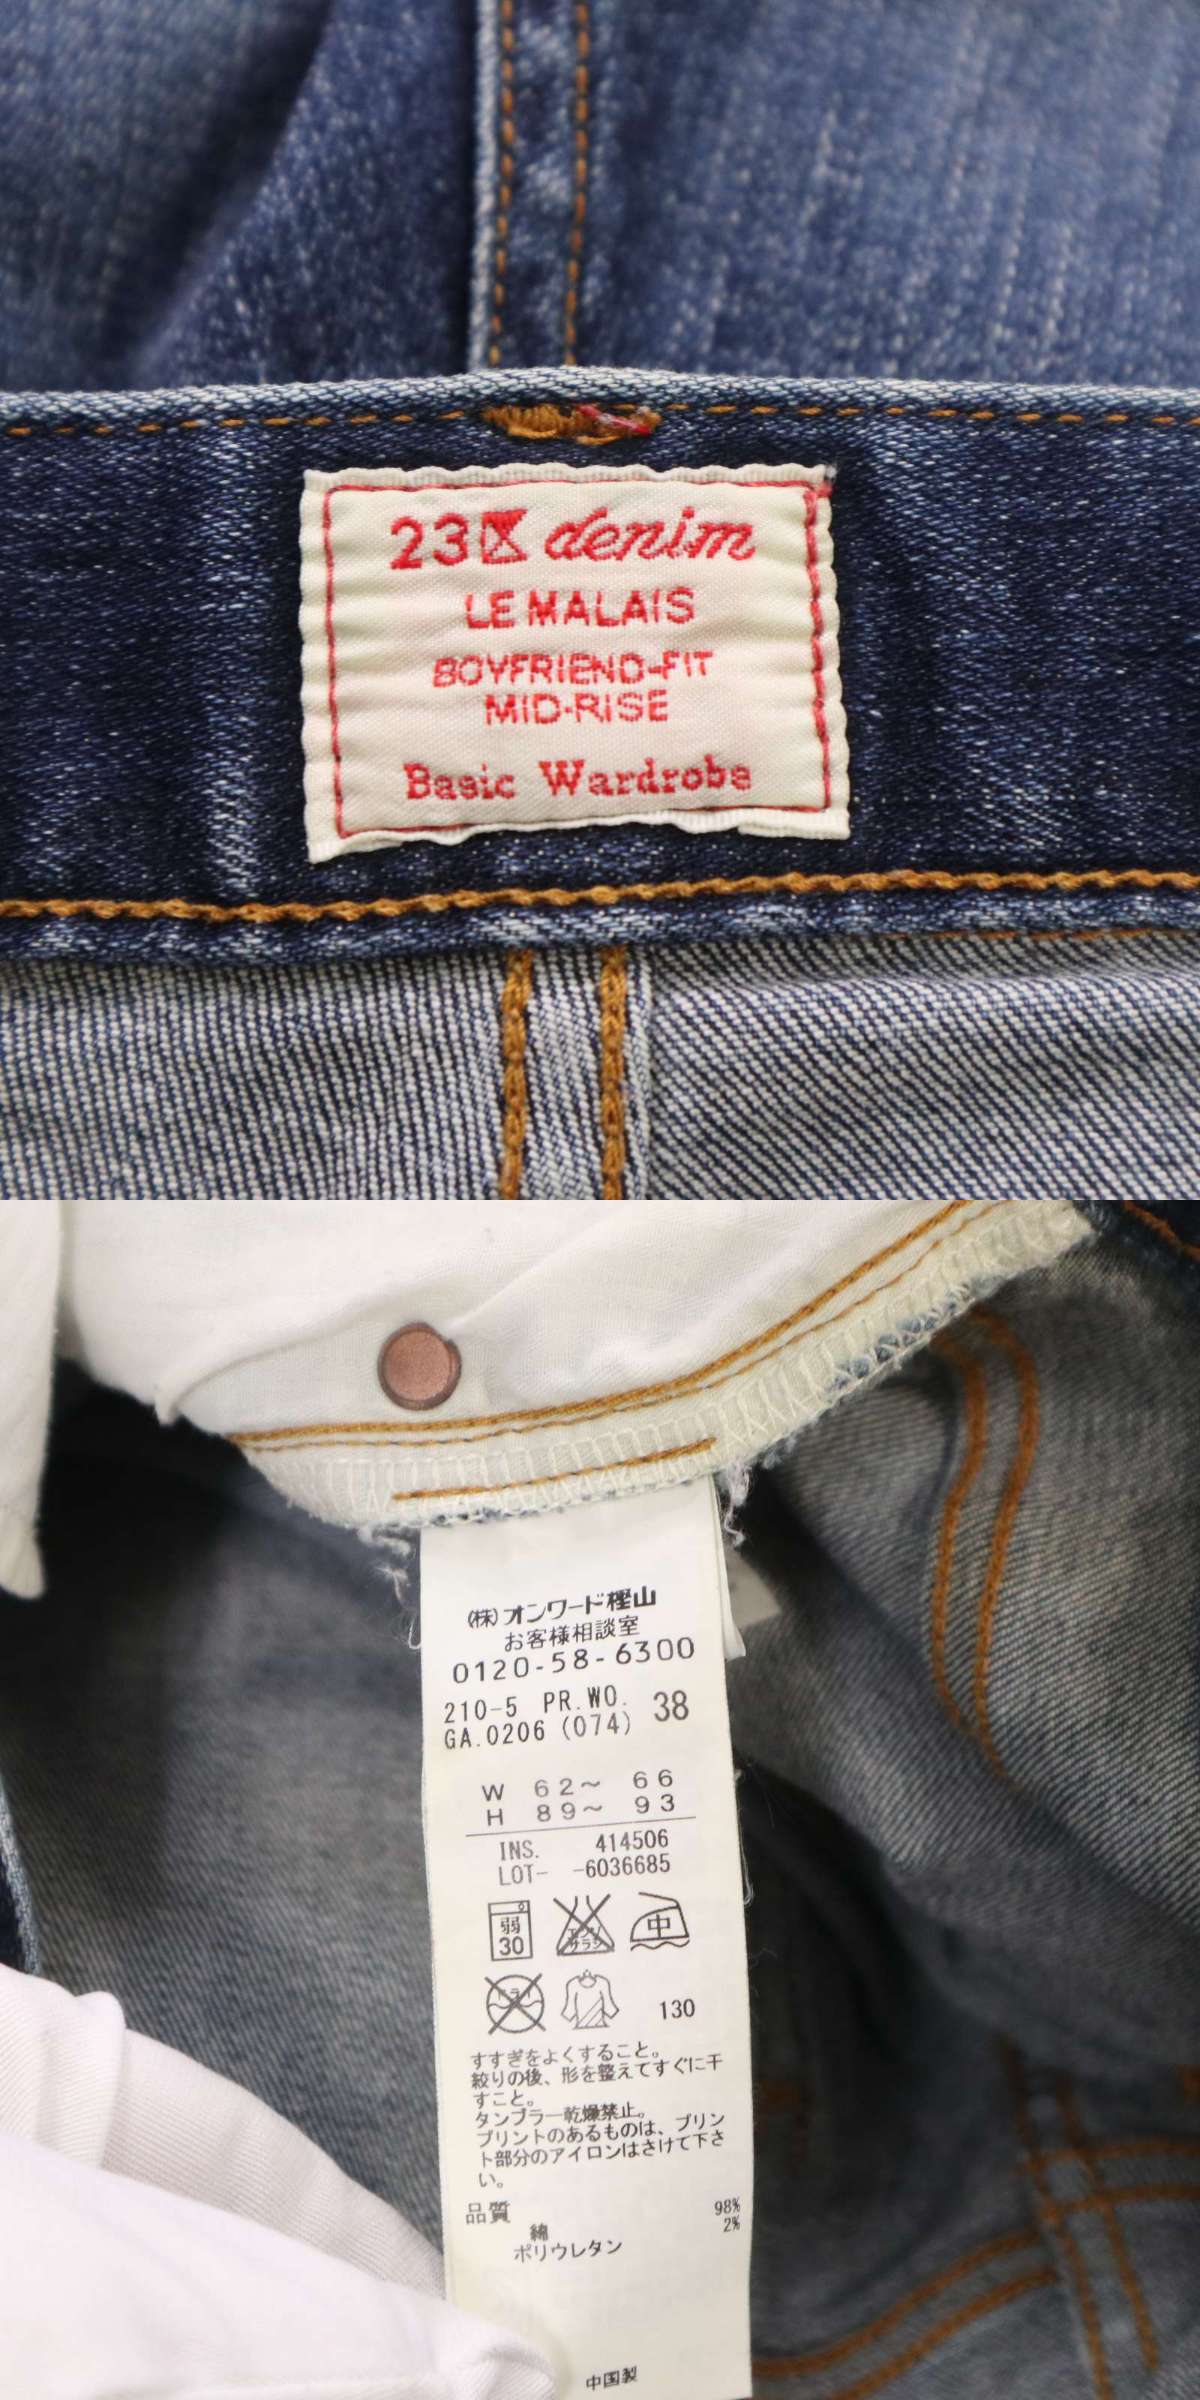 23区 denim
LE MALAIS
BOYFRIEND-FIT
MID-RISE
Basic Wardrobe
(株)オンワード樫山
お客様相談室
0120-58-6300
210-5 PR.WO. 38
GA.0206 (074)
W 62〜 66
H 89〜 93
INS. 414506
LOT- -6036685
弱 中
30 サラシ
130
すすぎをよくすること。
絞りの後、形を整えてすぐに干
すこと。
タンブラー乾燥禁止。
プリントのあるものは、プリン
ト部分のアイロンはさけて下さ
い。
品質 98%
綿 2%
ポリウレタン
中国製